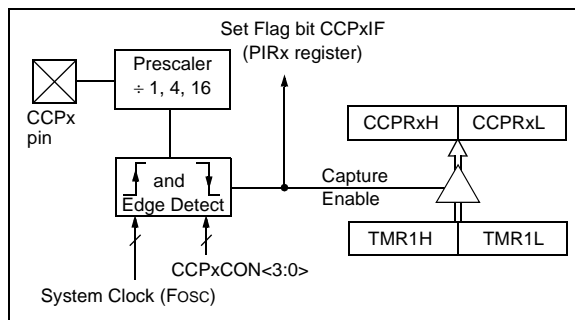 Set Flag bit CCPxIF
(PIRx register)
Prescaler
÷ 1, 4, 16
CCPx
pin
CCPRxH
CCPRxL
and
Edge Detect
Capture
Enable
TMR1H
TMR1L
CCPxCON<3:0>
System Clock (FOSC)